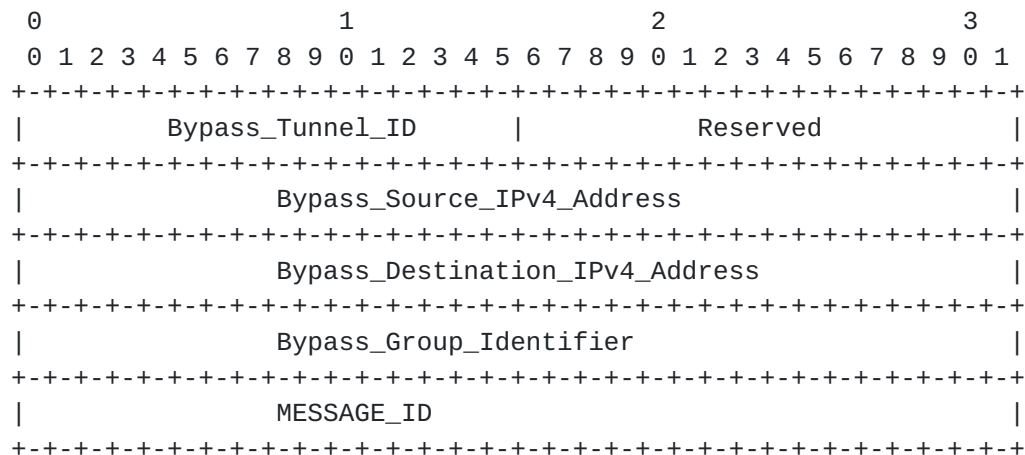 0                   1                   2                   3
 0 1 2 3 4 5 6 7 8 9 0 1 2 3 4 5 6 7 8 9 0 1 2 3 4 5 6 7 8 9 0 1
+-+-+-+-+-+-+-+-+-+-+-+-+-+-+-+-+-+-+-+-+-+-+-+-+-+-+-+-+-+-+-+-+
|         Bypass_Tunnel_ID      |           Reserved            |
+-+-+-+-+-+-+-+-+-+-+-+-+-+-+-+-+-+-+-+-+-+-+-+-+-+-+-+-+-+-+-+-+
|                Bypass_Source_IPv4_Address                     |
+-+-+-+-+-+-+-+-+-+-+-+-+-+-+-+-+-+-+-+-+-+-+-+-+-+-+-+-+-+-+-+-+
|                Bypass_Destination_IPv4_Address                |
+-+-+-+-+-+-+-+-+-+-+-+-+-+-+-+-+-+-+-+-+-+-+-+-+-+-+-+-+-+-+-+-+
|                Bypass_Group_Identifier                        |
+-+-+-+-+-+-+-+-+-+-+-+-+-+-+-+-+-+-+-+-+-+-+-+-+-+-+-+-+-+-+-+-+
|                MESSAGE_ID                                     |
+-+-+-+-+-+-+-+-+-+-+-+-+-+-+-+-+-+-+-+-+-+-+-+-+-+-+-+-+-+-+-+-+